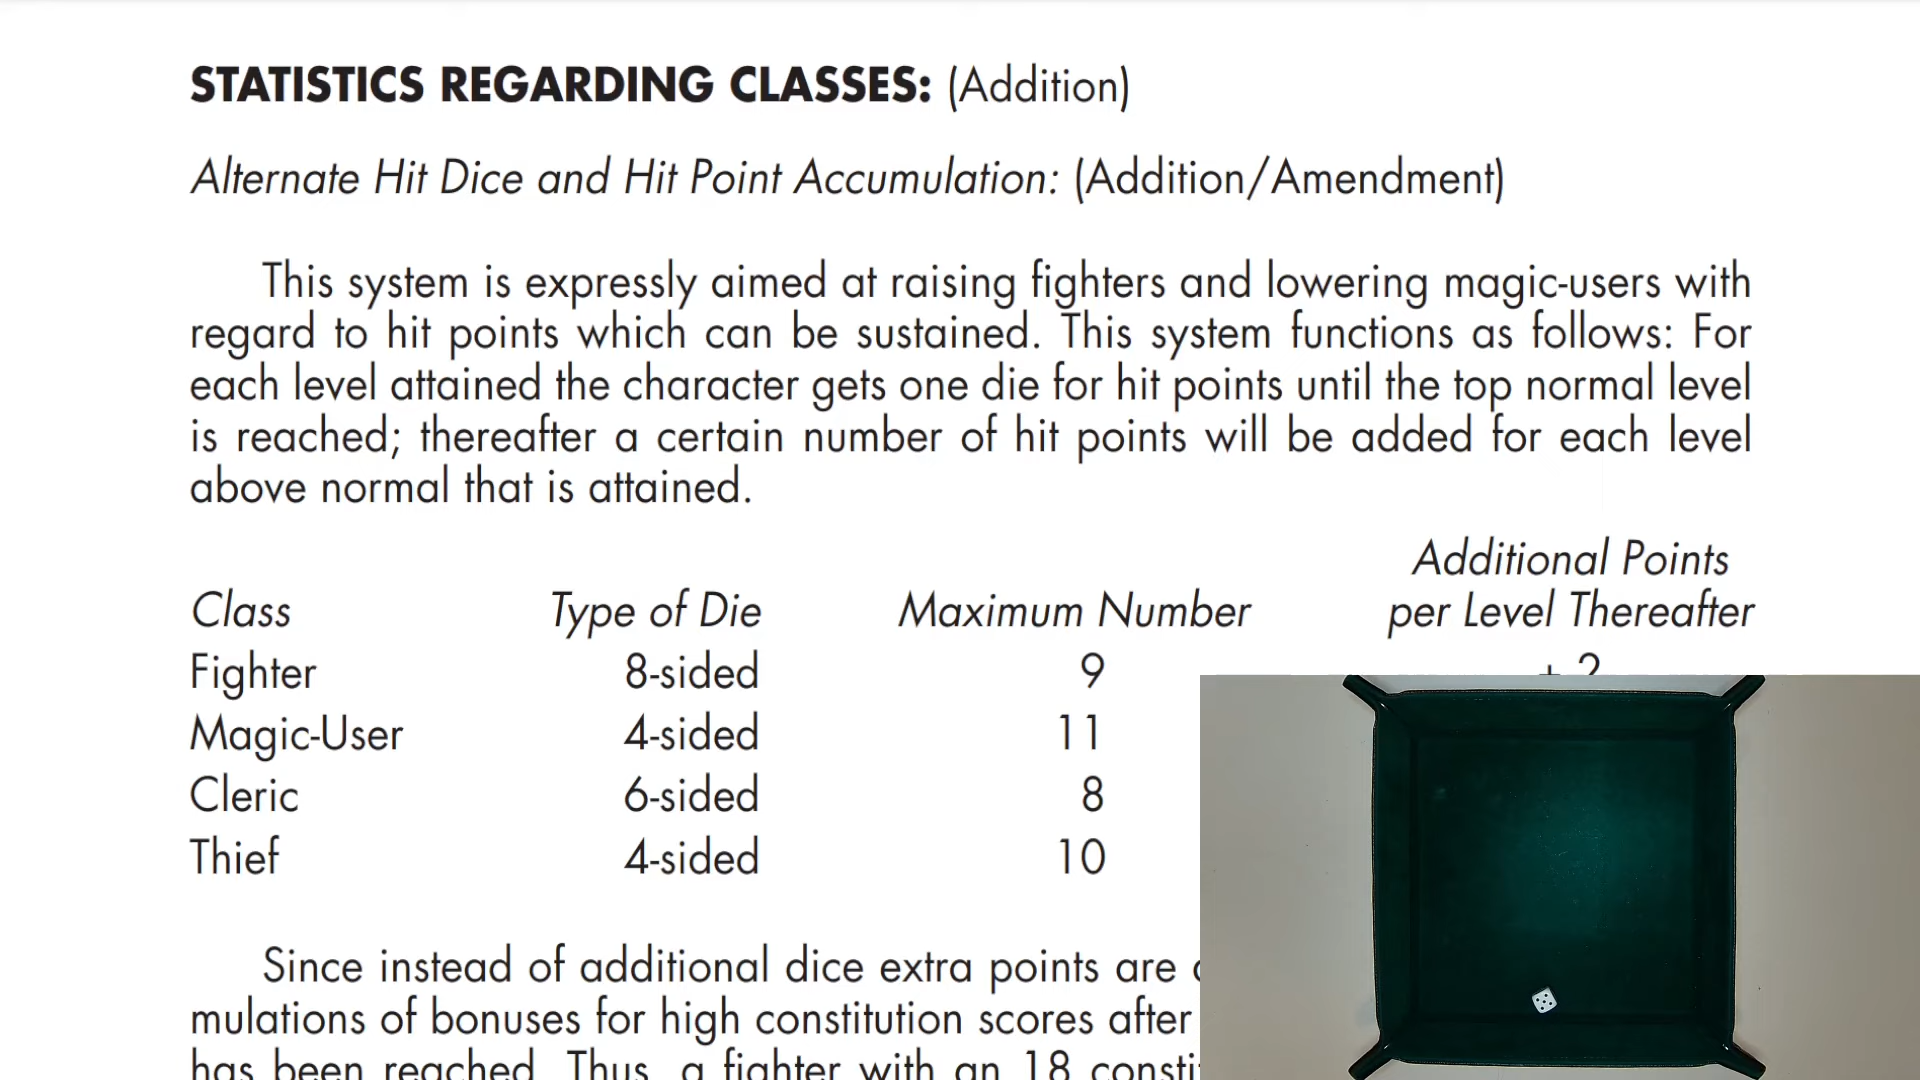 STATISTICS REGARDING CLASSES: (Addition)
Alternate Hit Dice and Hit Point Accumulation: (Addition/Amendment)
This system is expressly aimed at raising fighters and lowering magic-users with
regard to hit points which can be sustained. This system functions as follows: For
each level attained the character gets one die for hit points until the top normal level
is reached; thereafter a certain number of hit points will be added for each level
above normal that is attained.
Additional Points
Class Type of Die Maximum Number per Level Thereafter
Fighter 8-sided 9 + 2
Magic-User 4-sided 11
Cleric 6-sided 8
Thief 4-sided 10
Since instead of additional dice extra points are
mulations of bonuses for high constitution scores after
has been reached. Thus, a fighter with an 18